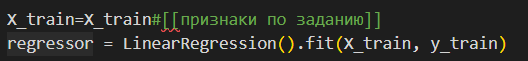 X_train=X_train#[[признаки по заданию]]
regressor = LinearRegression().fit(X_train, y_train)